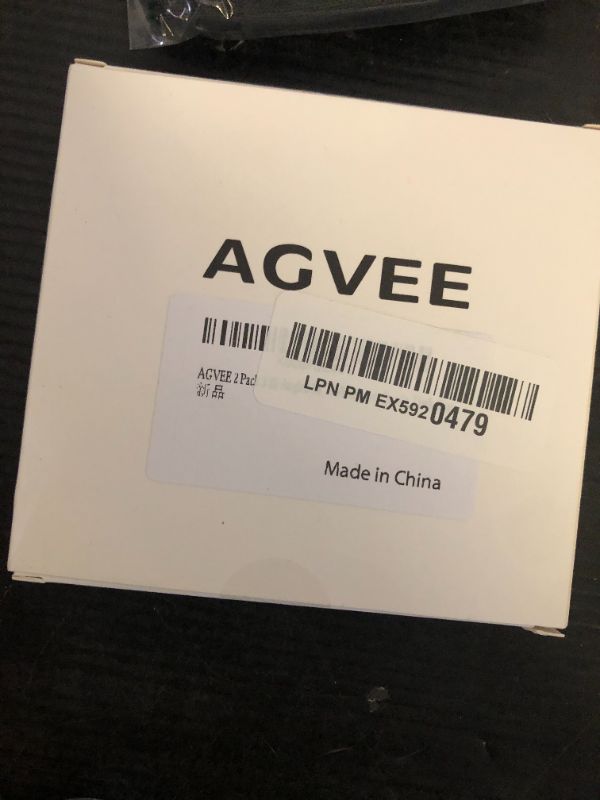 AGVEE
LPN PM EX5920479
AGVEE 2 Pack
新品
Made in China